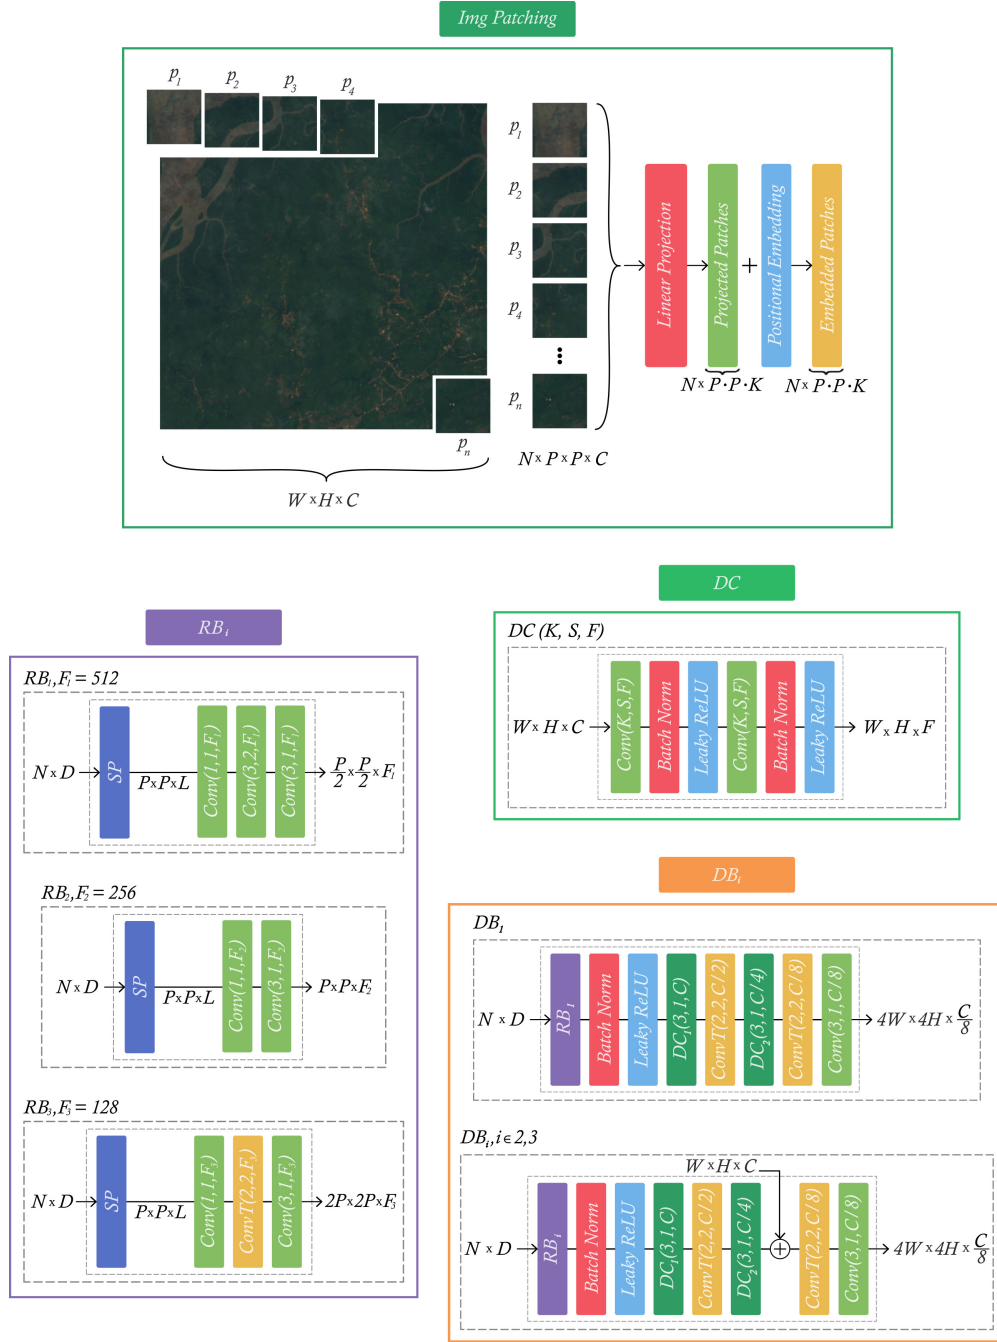 Img Patching
p1 p2 p3 p4
p1
p2
p3
p4
pn
pn
W x H x C
N x P x P x C
Linear Projection
Projected Patches
+
Positional Embedding
Embedded Patches
N x P·P·K
N x P·P·K
RBi
RB1, F1 = 512
N x D
SP
P x P x L
Conv(1,1,F1)
Conv(3,2,F1)
Conv(3,1,F1)
P/2 x P/2 x F1
RB2, F2 = 256
N x D
SP
P x P x L
Conv(1,1,F2)
Conv(3,1,F2)
P x P x F2
RB3, F3 = 128
N x D
SP
P x P x L
Conv(1,1,F3)
ConvT(2,2,F3)
Conv(3,1,F3)
2P x 2P x F3
DC
DC (K, S, F)
W x H x C
Conv(K,S,F)
Batch Norm
Leaky ReLU
Conv(K,S,F)
Batch Norm
Leaky ReLU
W x H x F
DBi
DB1
N x D
RB1
Batch Norm
Leaky ReLU
DC1(3,1,C)
ConvT(2,2,C/2)
DC2(3,1,C/4)
ConvT(2,2,C/8)
Conv(3,1,C/8)
4W x 4H x C/8
DBi, i ∈ 2,3
W x H x C
N x D
RBi
Batch Norm
Leaky ReLU
DC1(3,1,C)
ConvT(2,2,C/2)
DC2(3,1,C/4)
+
ConvT(2,2,C/8)
Conv(3,1,C/8)
4W x 4H x C/8